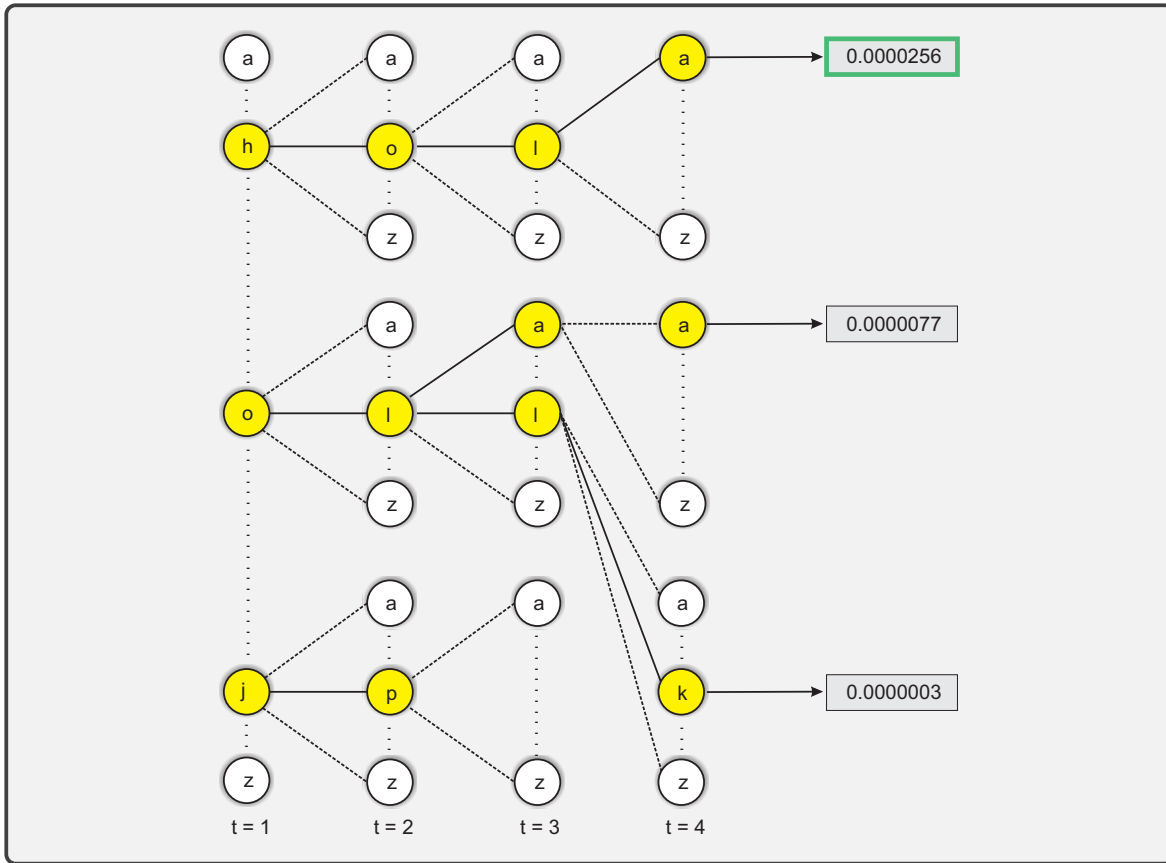 a a a a 0.0000256
h o l
z z z
a a a 0.0000077
o l l
z z z
a a a
j p k 0.0000003
z z z z
t = 1 t = 2 t = 3 t = 4